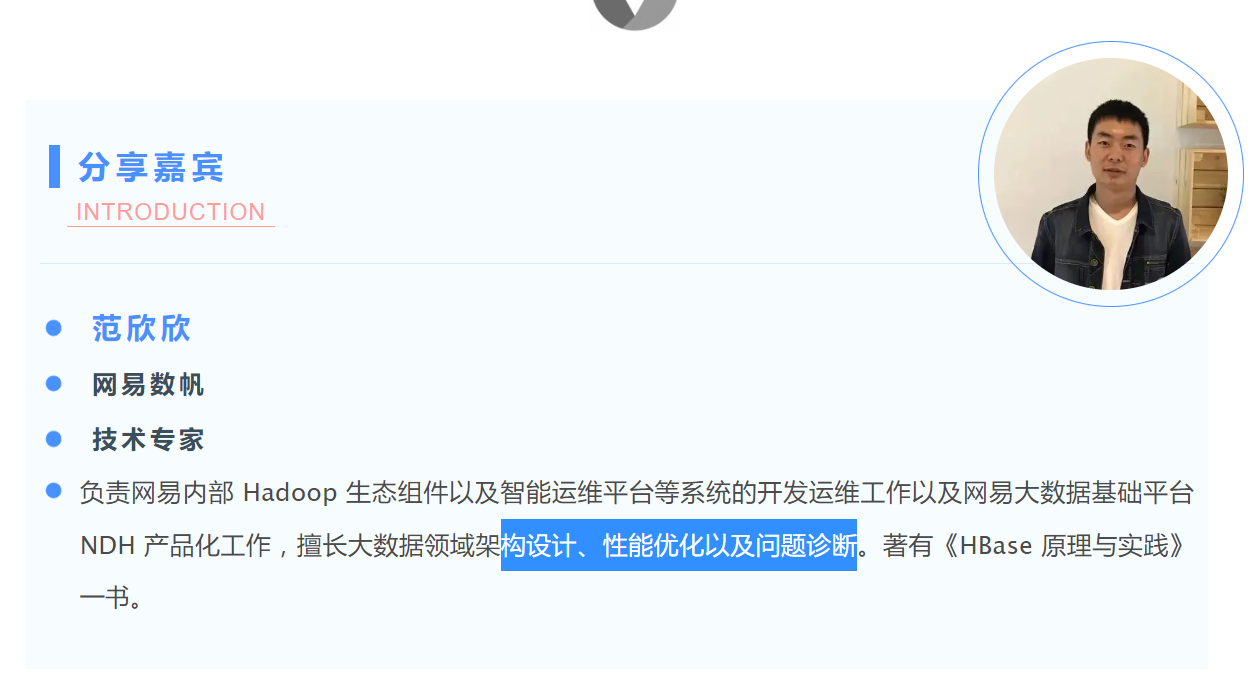 分享嘉宾
INTRODUCTION
范欣欣
网易数帆
技术专家
负责网易内部 Hadoop 生态组件以及智能运维平台等系统的开发运维工作以及网易大数据基础平台
NDH 产品化工作，擅长大数据领域架构设计、性能优化以及问题诊断。著有《HBase 原理与实践》
一书。